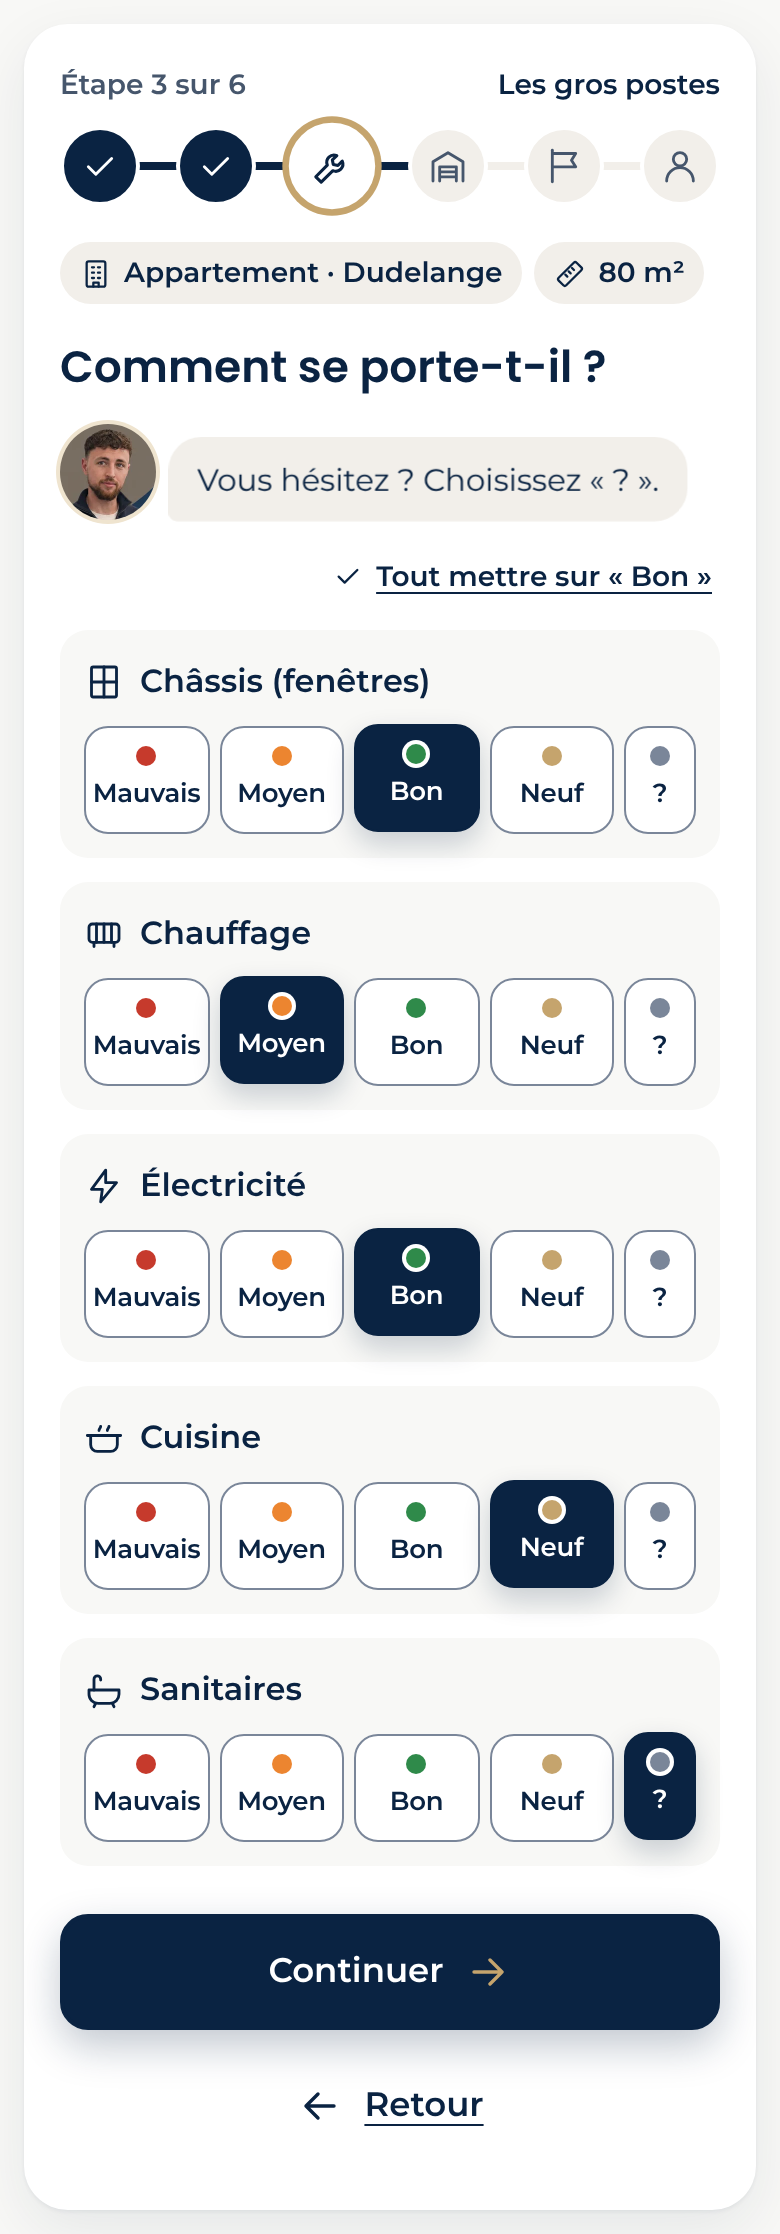 Étape 3 sur 6 Les gros postes
Appartement · Dudelange 80 m²
Comment se porte-t-il ?
Vous hésitez ? Choisissez « ? ».
Tout mettre sur « Bon »
Châssis (fenêtres)
Mauvais Moyen Bon Neuf ?
Chauffage
Mauvais Moyen Bon Neuf ?
Électricité
Mauvais Moyen Bon Neuf ?
Cuisine
Mauvais Moyen Bon Neuf ?
Sanitaires
Mauvais Moyen Bon Neuf ?
Continuer
Retour